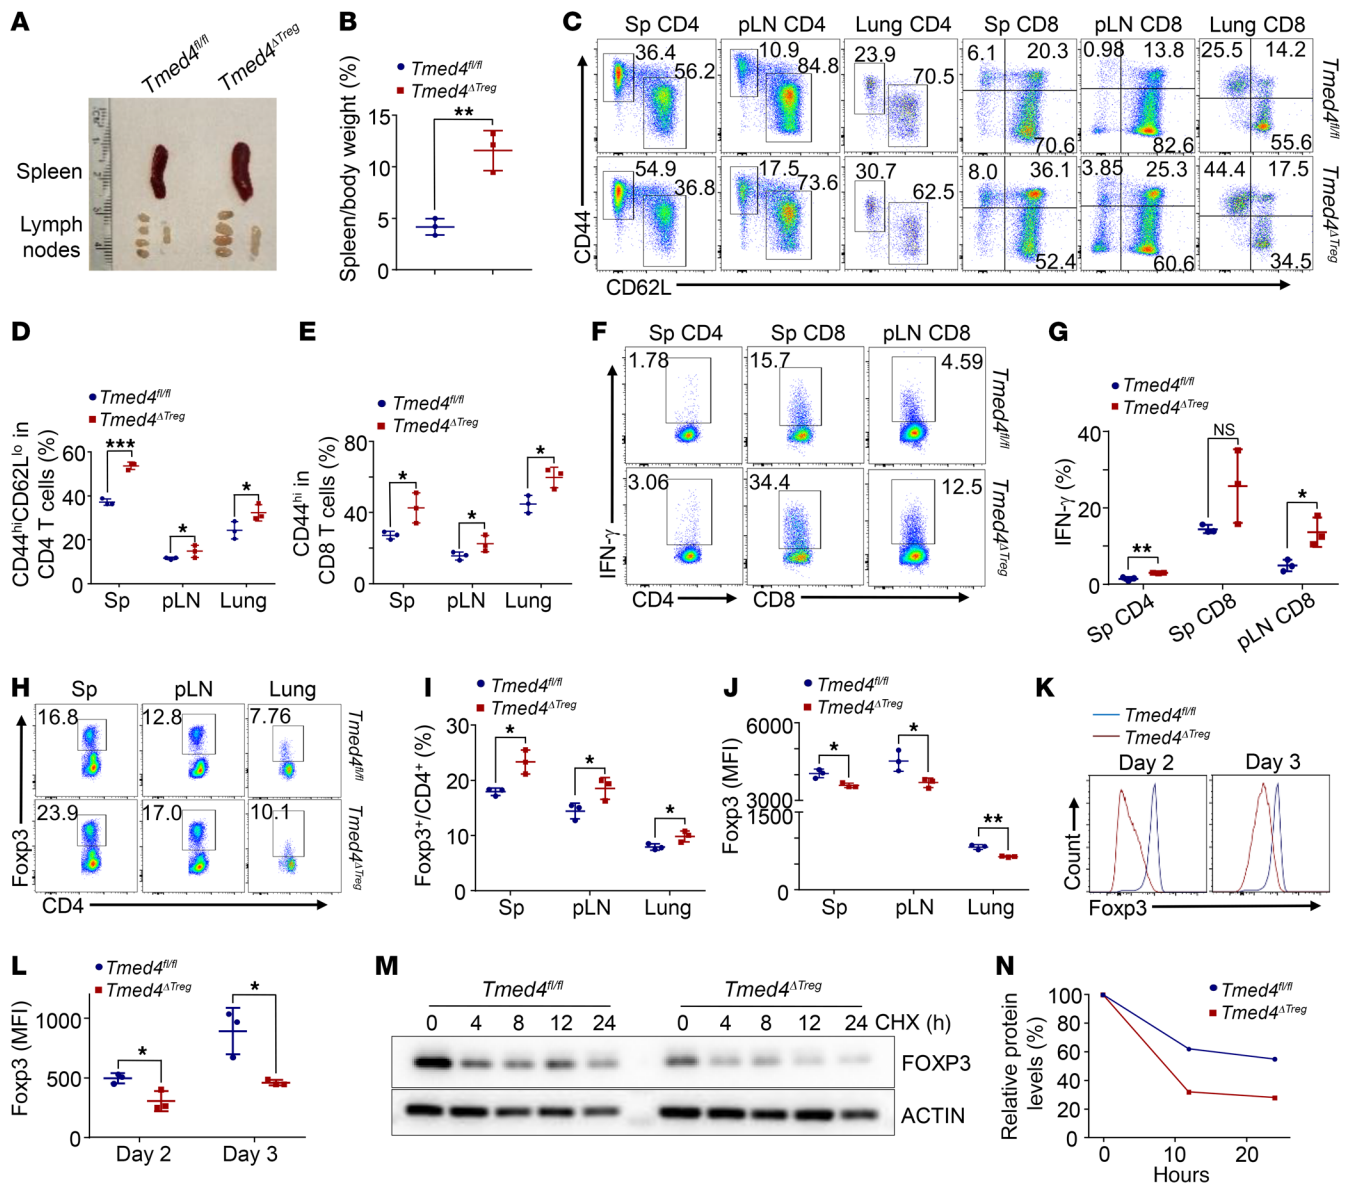 A
Tmed4fl/fl
Tmed4ΔTreg
Spleen
Lymph
nodes
B
Tmed4fl/fl
Tmed4ΔTreg
Spleen/body weight (%)
15
10
5
0
**
C
Sp CD4
pLN CD4
Lung CD4
Sp CD8
pLN CD8
Lung CD8
36.4
56.2
10.9
84.8
23.9
70.5
6.1
20.3
70.6
0.98
13.8
82.6
25.5
14.2
55.6
Tmed4fl/fl
54.9
36.8
17.5
73.6
30.7
62.5
8.0
36.1
52.4
3.85
25.3
60.6
44.4
17.5
34.5
Tmed4ΔTreg
CD44
CD62L
D
Tmed4fl/fl
Tmed4ΔTreg
CD44hiCD62Llo in
CD4 T cells (%)
60
40
20
0
***
*
*
Sp
pLN
Lung
E
Tmed4fl/fl
Tmed4ΔTreg
CD44hi in
CD8 T cells (%)
80
40
0
*
*
*
Sp
pLN
Lung
F
Sp CD4
Sp CD8
pLN CD8
1.78
15.7
4.59
Tmed4fl/fl
3.06
34.4
12.5
Tmed4ΔTreg
IFN-γ
CD4
CD8
G
Tmed4fl/fl
Tmed4ΔTreg
IFN-γ (%)
40
20
0
**
NS
*
Sp CD4
Sp CD8
pLN CD8
H
Sp
pLN
Lung
16.8
12.8
7.76
Tmed4fl/fl
23.9
17.0
10.1
Tmed4ΔTreg
Foxp3
CD4
I
Tmed4fl/fl
Tmed4ΔTreg
Foxp3+/CD4+ (%)
30
20
10
0
*
*
*
Sp
pLN
Lung
J
Tmed4fl/fl
Tmed4ΔTreg
Foxp3 (MFI)
6000
3000
1500
0
*
*
**
Sp
pLN
Lung
K
Tmed4fl/fl
Tmed4ΔTreg
Day 2
Day 3
Count
Foxp3
L
Tmed4fl/fl
Tmed4ΔTreg
Foxp3 (MFI)
1000
500
0
*
*
Day 2
Day 3
M
Tmed4fl/fl
Tmed4ΔTreg
0 4 8 12 24 0 4 8 12 24 CHX (h)
FOXP3
ACTIN
N
Tmed4fl/fl
Tmed4ΔTreg
Relative protein
levels (%)
100
80
60
40
20
0
0
10
20
Hours